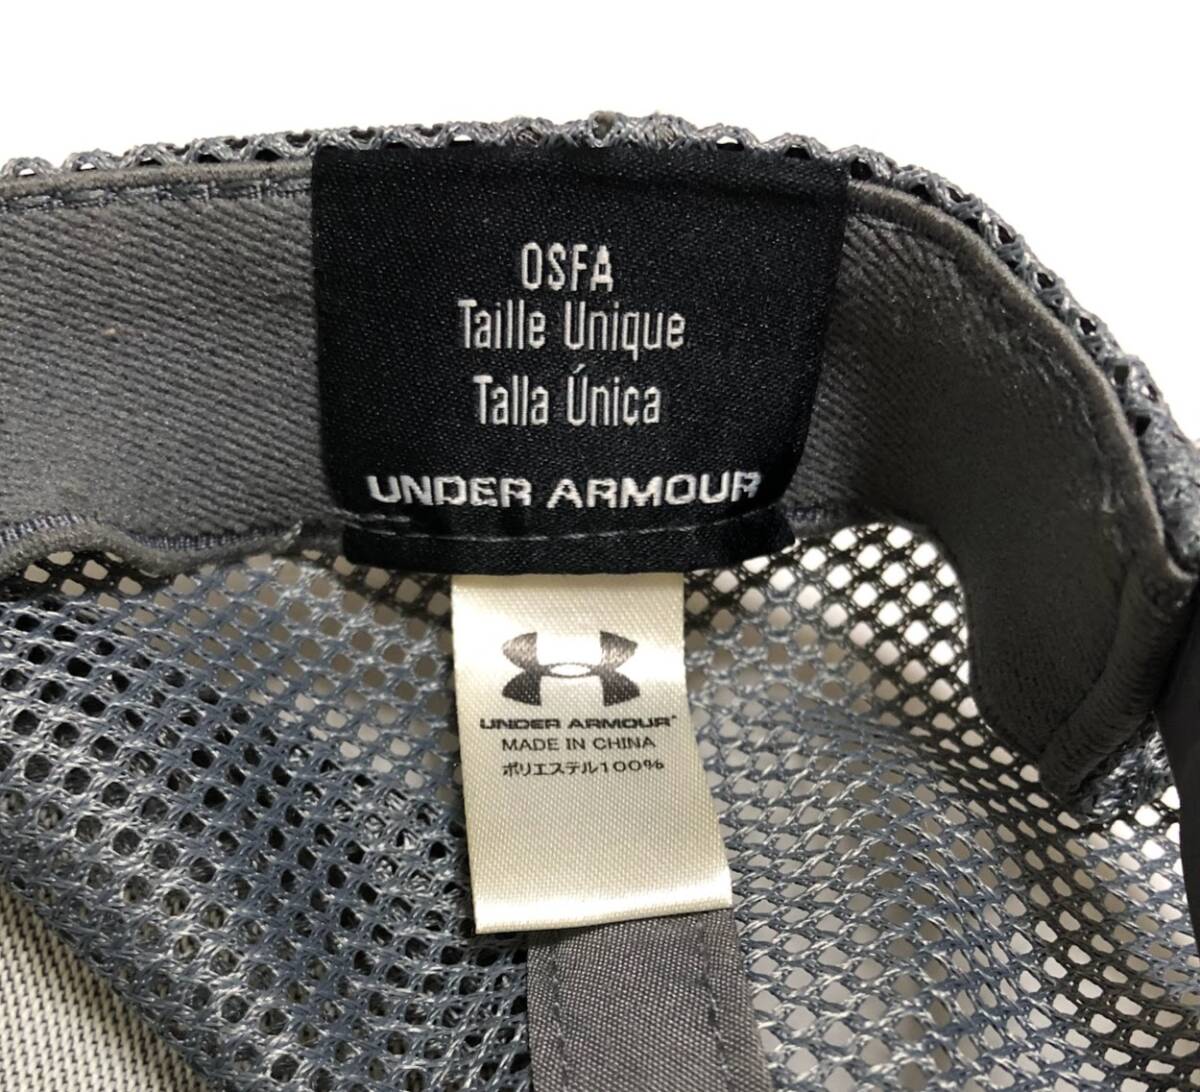 OSFA
Taille Unique
Talla Única
UNDER ARMOUR
UNDER ARMOUR
MADE IN CHINA
ポリエステル100%